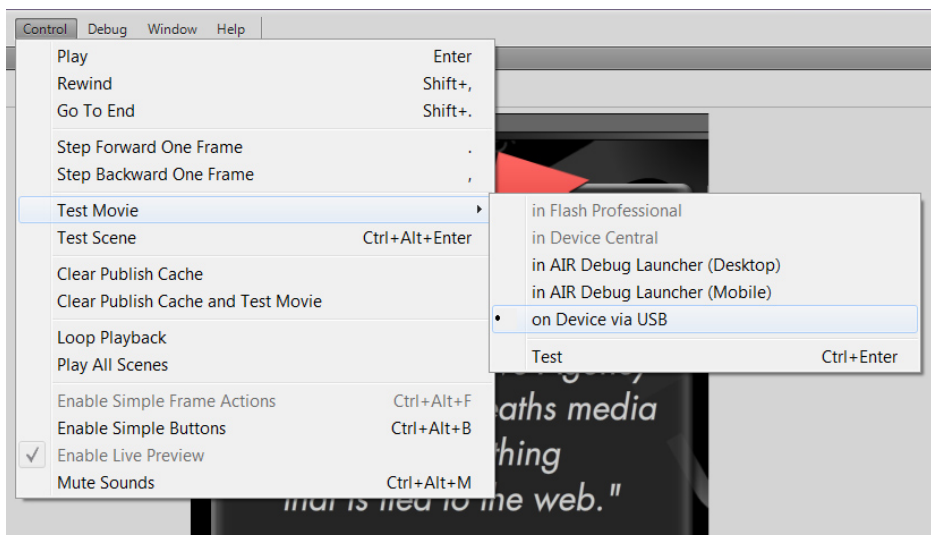 Control Debug Window Help
Play Enter
Rewind Shift+,
Go To End Shift+.
Step Forward One Frame .
Step Backward One Frame ,
Test Movie
Test Scene Ctrl+Alt+Enter
Clear Publish Cache
Clear Publish Cache and Test Movie
Loop Playback
Play All Scenes
Enable Simple Frame Actions Ctrl+Alt+F
Enable Simple Buttons Ctrl+Alt+B
Enable Live Preview
Mute Sounds Ctrl+Alt+M
in Flash Professional
in Device Central
in AIR Debug Launcher (Desktop)
in AIR Debug Launcher (Mobile)
on Device via USB
Test Ctrl+Enter
media
that is tied to the web."